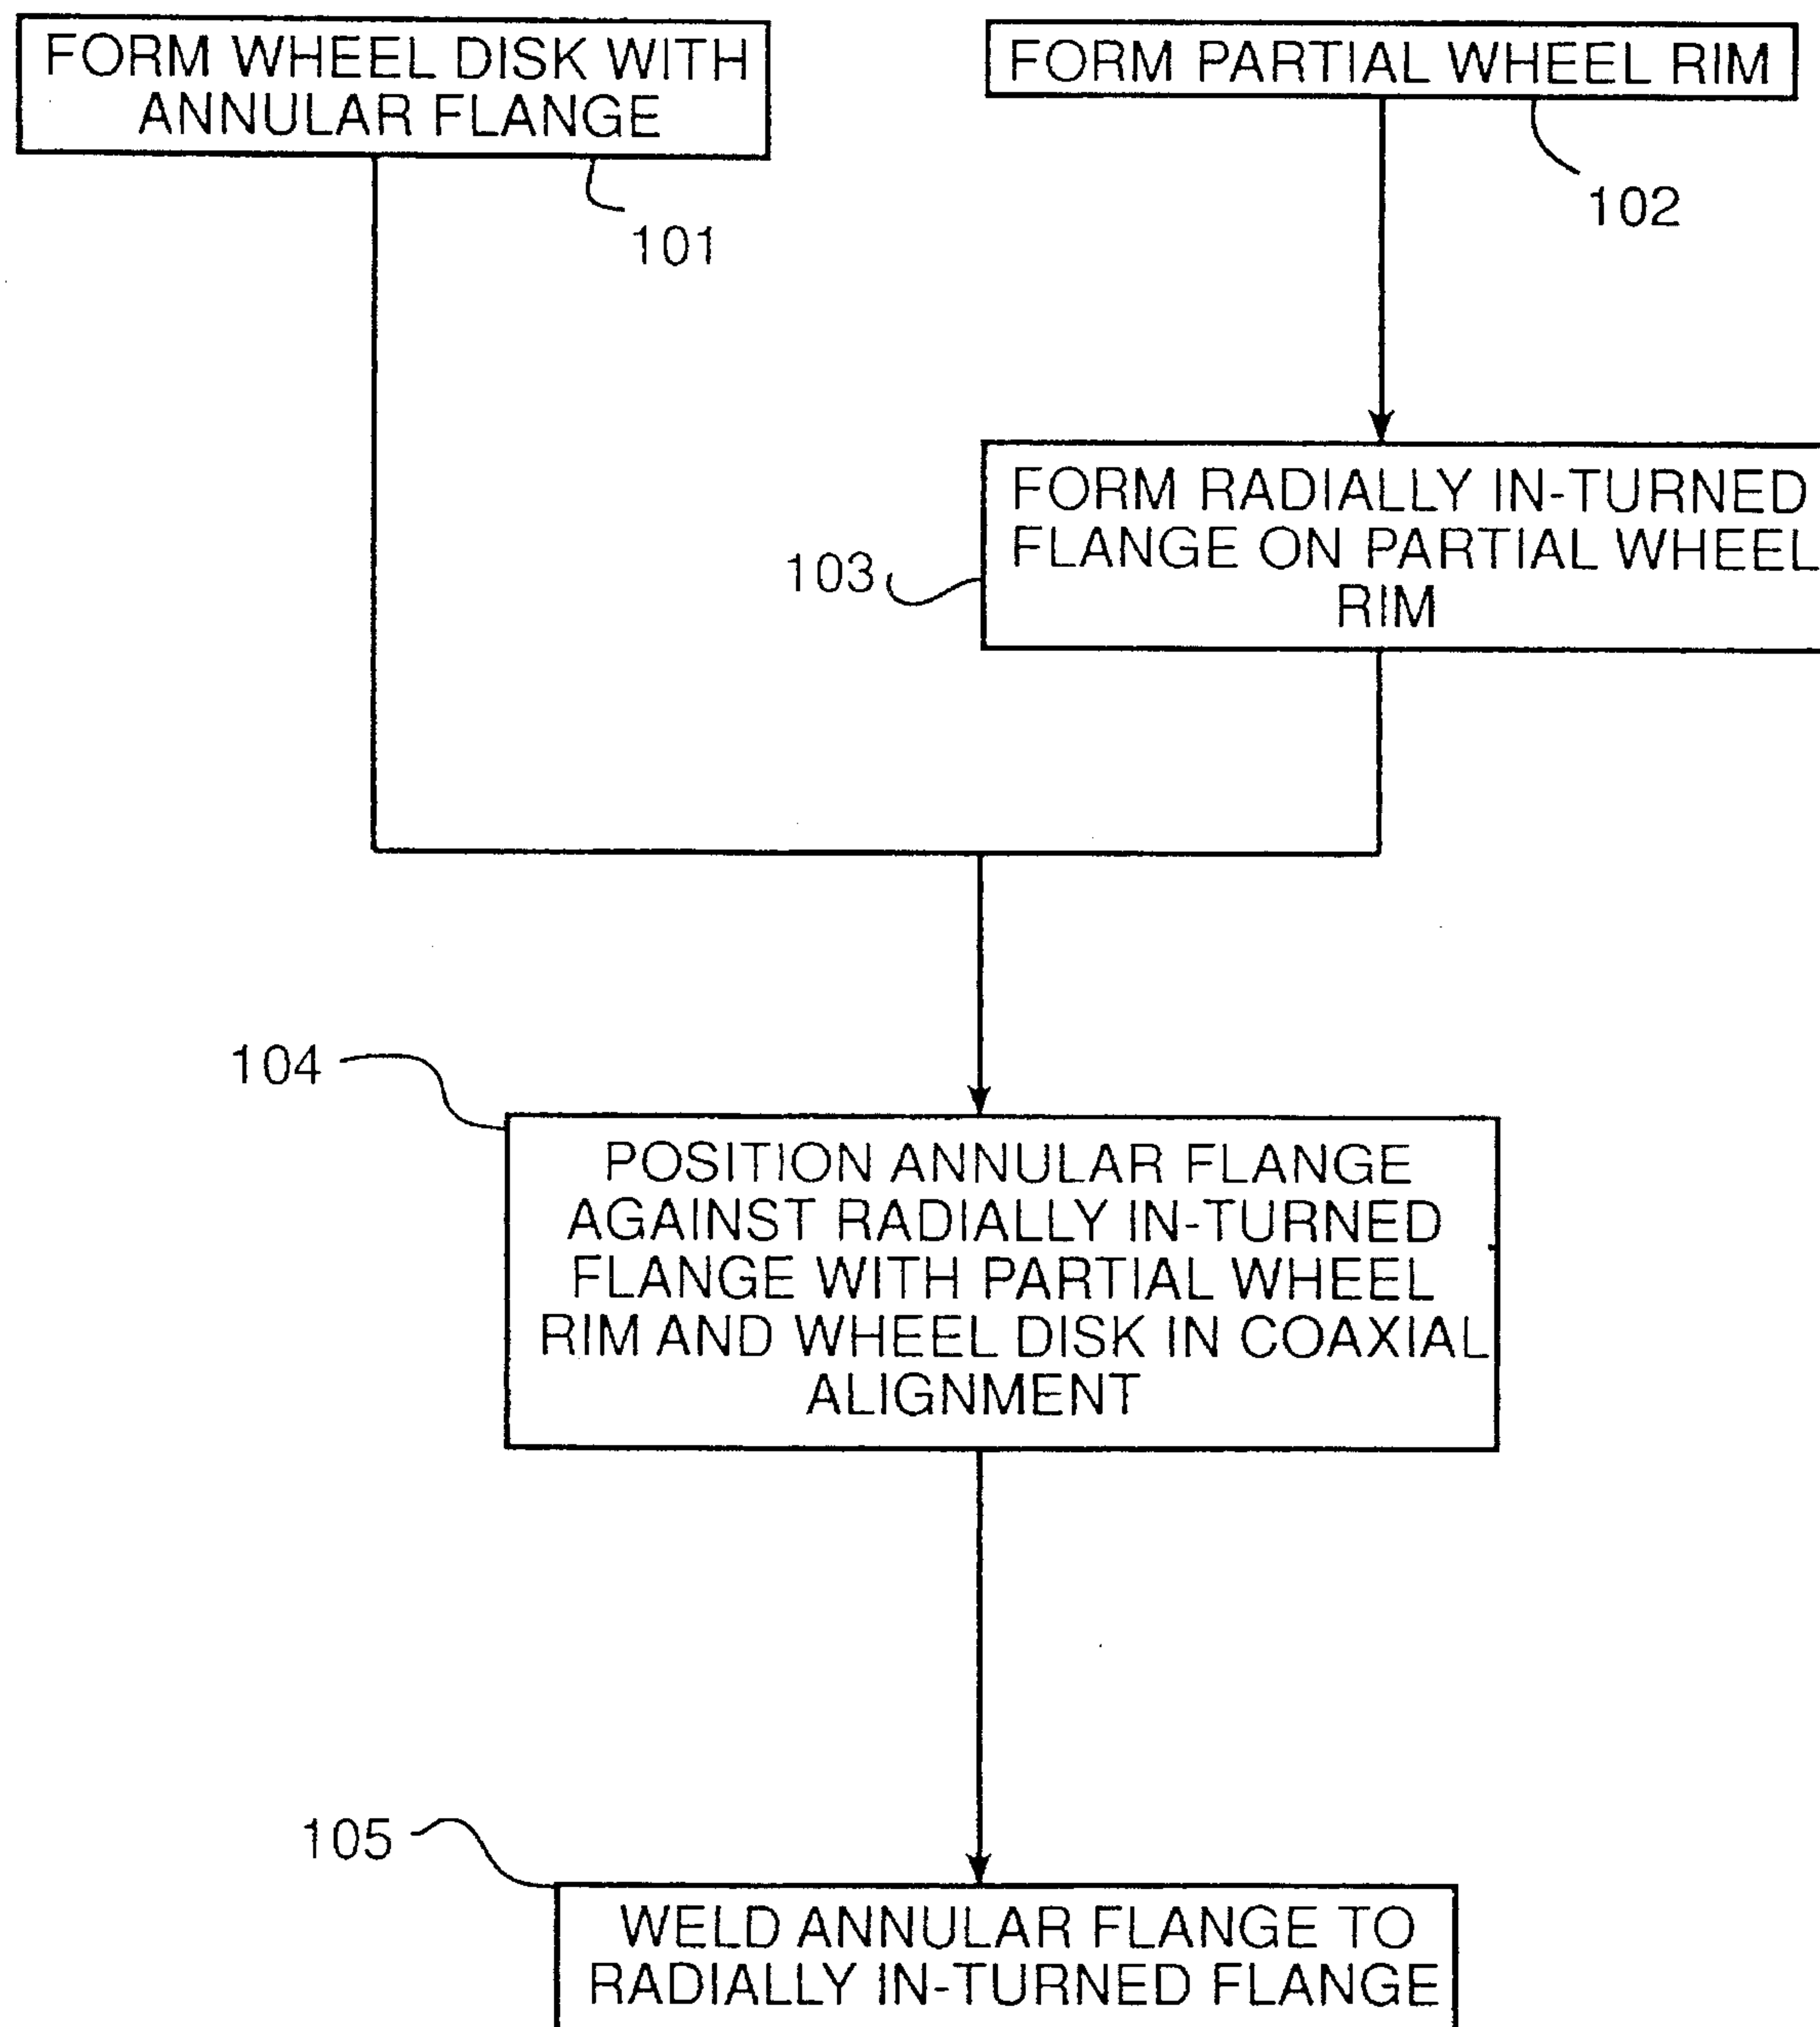 FORM WHEEL DISK WITH
ANNULAR FLANGE
101
FORM PARTIAL WHEEL RIM
102
FORM RADIALLY IN-TURNED
FLANGE ON PARTIAL WHEEL
RIM
103
104
POSITION ANNULAR FLANGE
AGAINST RADIALLY IN-TURNED
FLANGE WITH PARTIAL WHEEL
RIM AND WHEEL DISK IN COAXIAL
ALIGNMENT
105
WELD ANNULAR FLANGE TO
RADIALLY IN-TURNED FLANGE